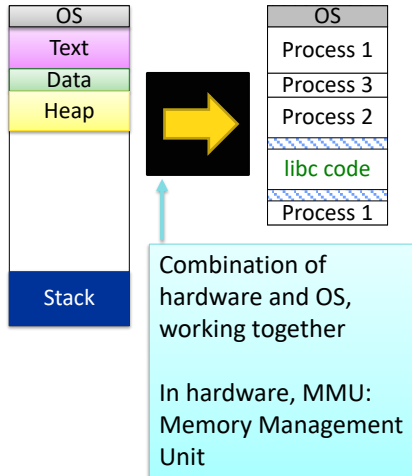 OS
Text
Data
Heap
Stack
OS
Process 1
Process 3
Process 2
libc code
Process 1
Combination of
hardware and OS,
working together
In hardware, MMU:
Memory Management
Unit